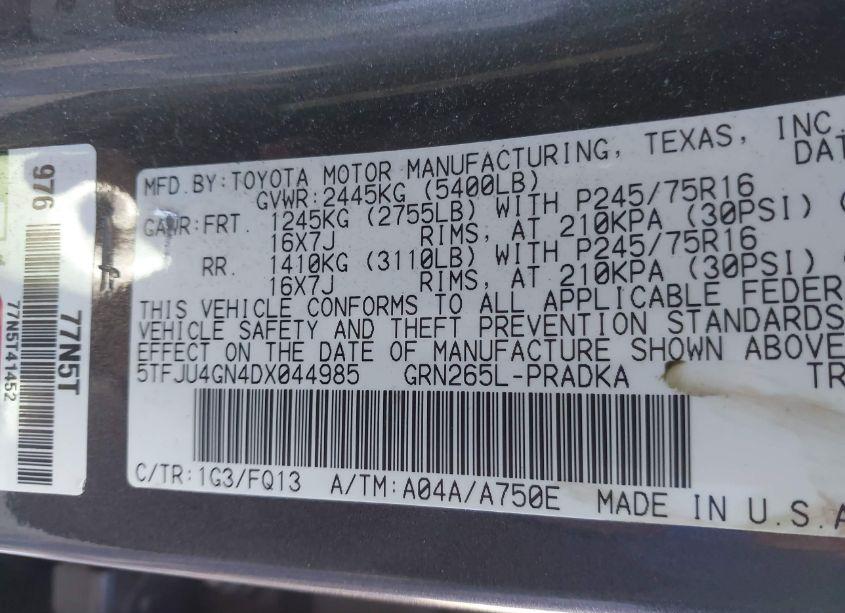 MFD.BY:TOYOTA MOTOR MANUFACTURING, TEXAS, INC.
DAT
GVWR:2445KG (5400LB)
GAWR:FRT. 1245KG (2755LB) WITH P245/75R16
16X7J RIMS, AT 210KPA (30PSI) (
RR. 1410KG (3110LB) WITH P245/75R16
16X7J RIMS, AT 210KPA (30PSI)
THIS VEHICLE CONFORMS TO ALL APPLICABLE FEDER
VEHICLE SAFETY AND THEFT PREVENTION STANDARDS
EFFECT ON THE DATE OF MANUFACTURE SHOWN ABOVE
5TFJU4GN4DX044985 GRN265L-PRADKA TR
C/TR:1G3/FQ13 A/TM:A04A/A750E MADE IN U.S.A
976
77N5T
77N5T41452